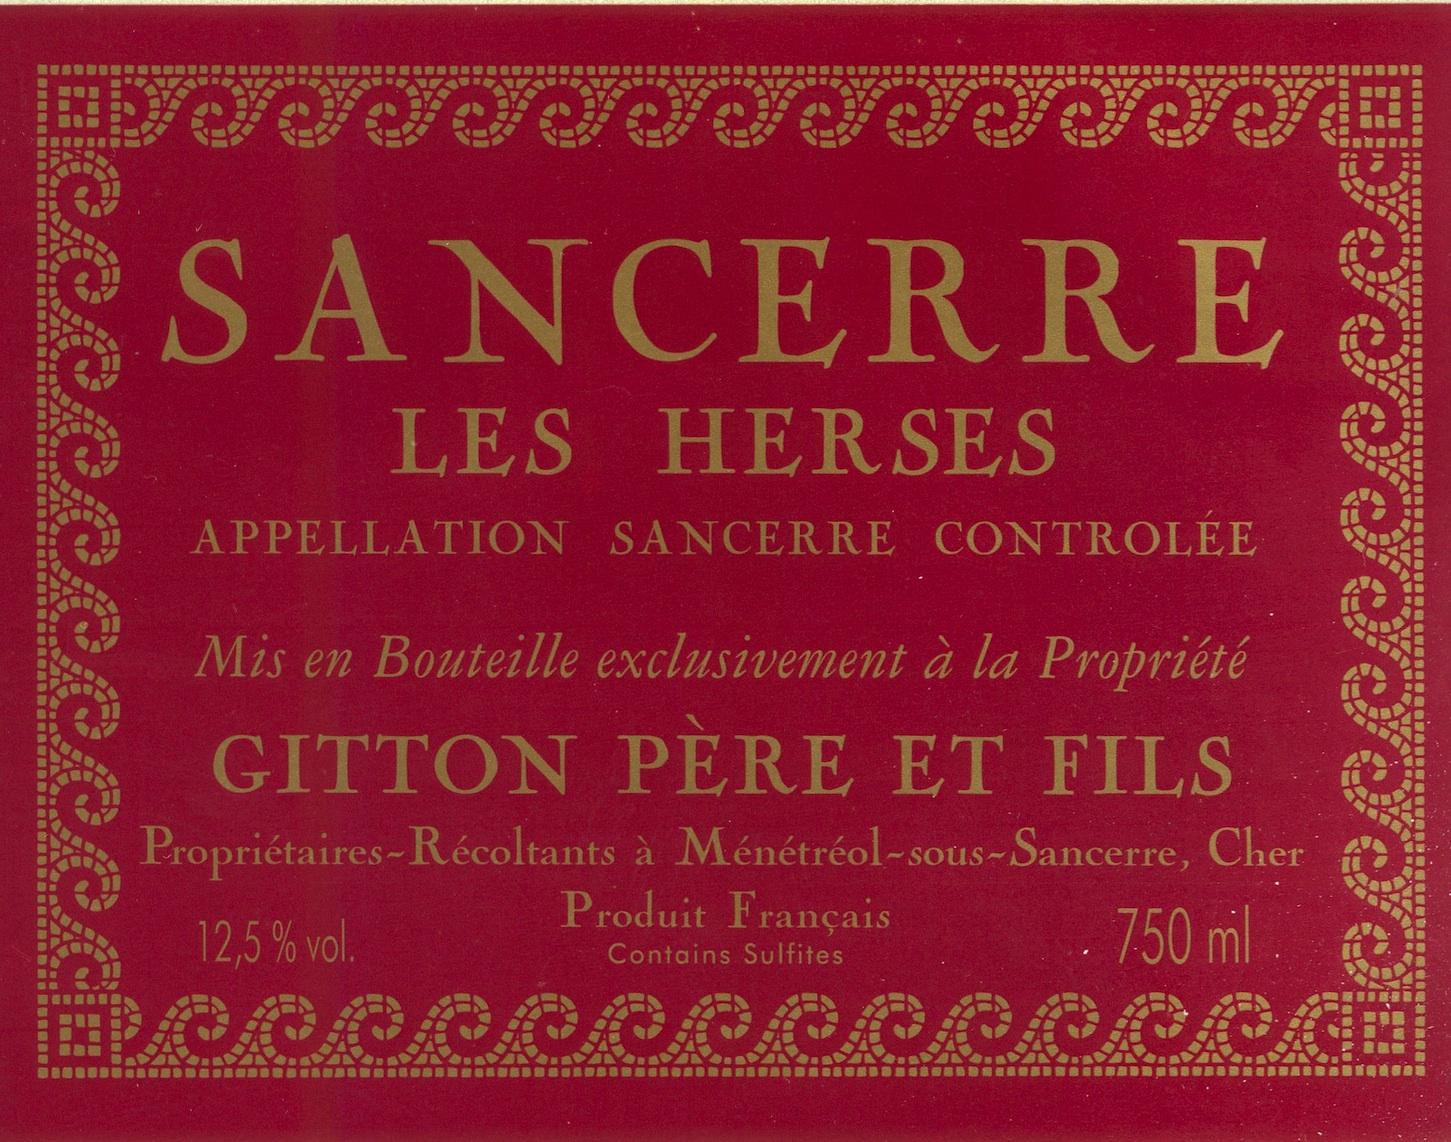 SANCERRE
LES HERSES
APPELLATION SANCERRE CONTROLÉE
Mis en Bouteille exclusivement à la Propriété
GITTON PÈRE ET FILS
Propriétaires-Récoltants à Ménétréol-sous-Sancerre, Cher
Produit Français
12,5 % vol.
Contains Sulfites
750 ml